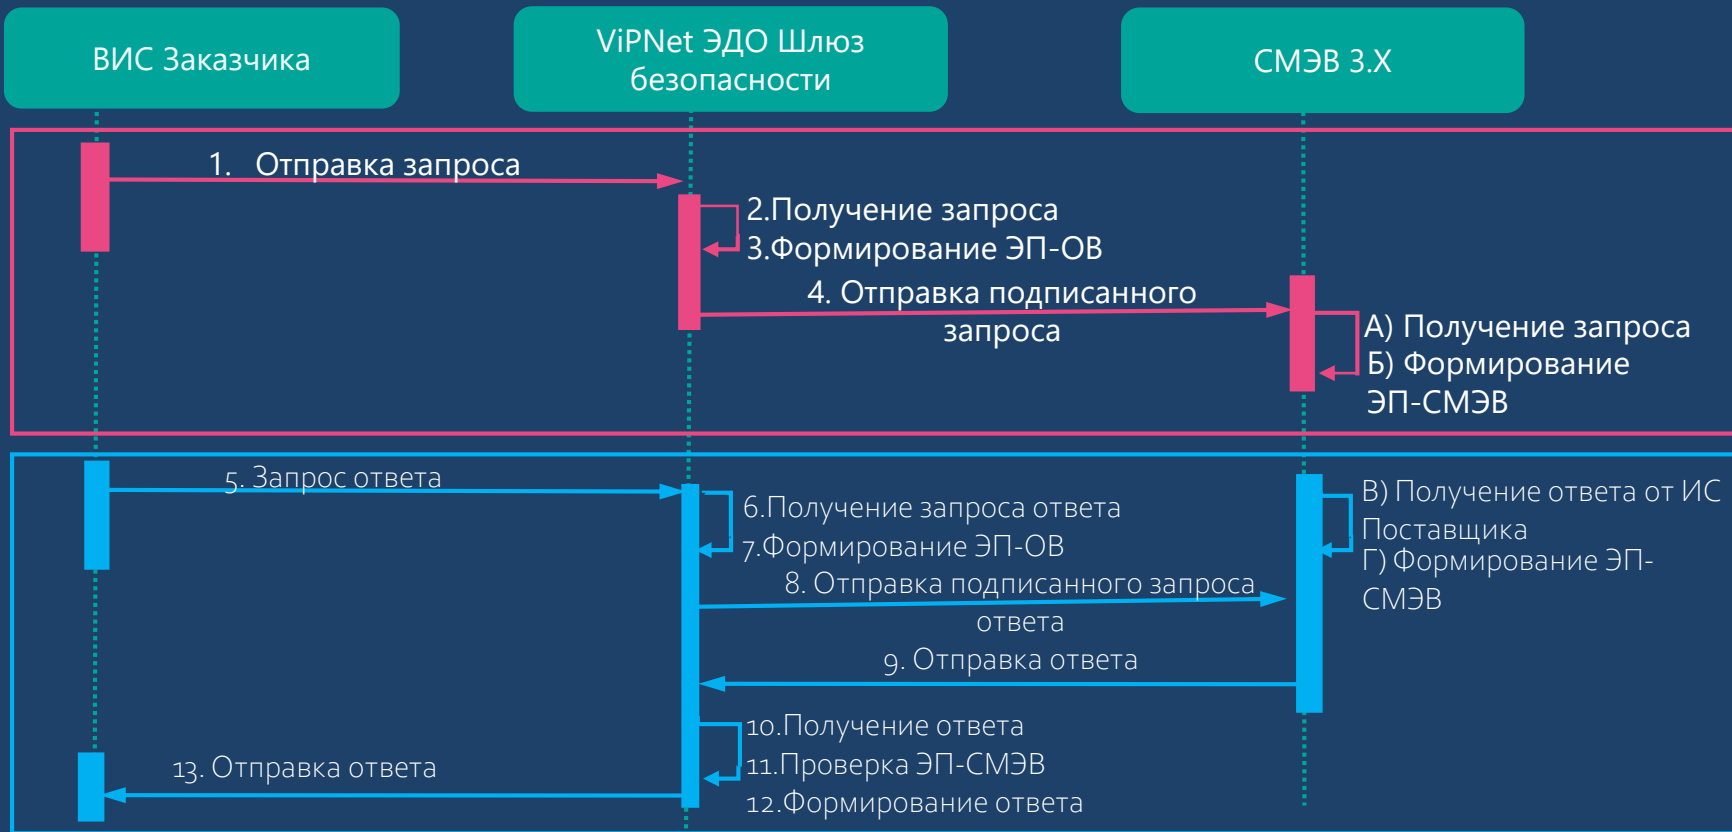 ВИС Заказчика
ViPNet ЭДО Шлюз
безопасности
СМЭВ 3.X
1. Отправка запроса
2.Получение запроса
3.Формирование ЭП-ОВ
4. Отправка подписанного
запроса
А) Получение запроса
Б) Формирование
ЭП-СМЭВ
5. Запрос ответа
6.Получение запроса ответа
7.Формирование ЭП-ОВ
8. Отправка подписанного запроса
ответа
В) Получение ответа от ИС
Поставщика
Г) Формирование ЭП-
СМЭВ
9. Отправка ответа
10.Получение ответа
11.Проверка ЭП-СМЭВ
12.Формирование ответа
13. Отправка ответа